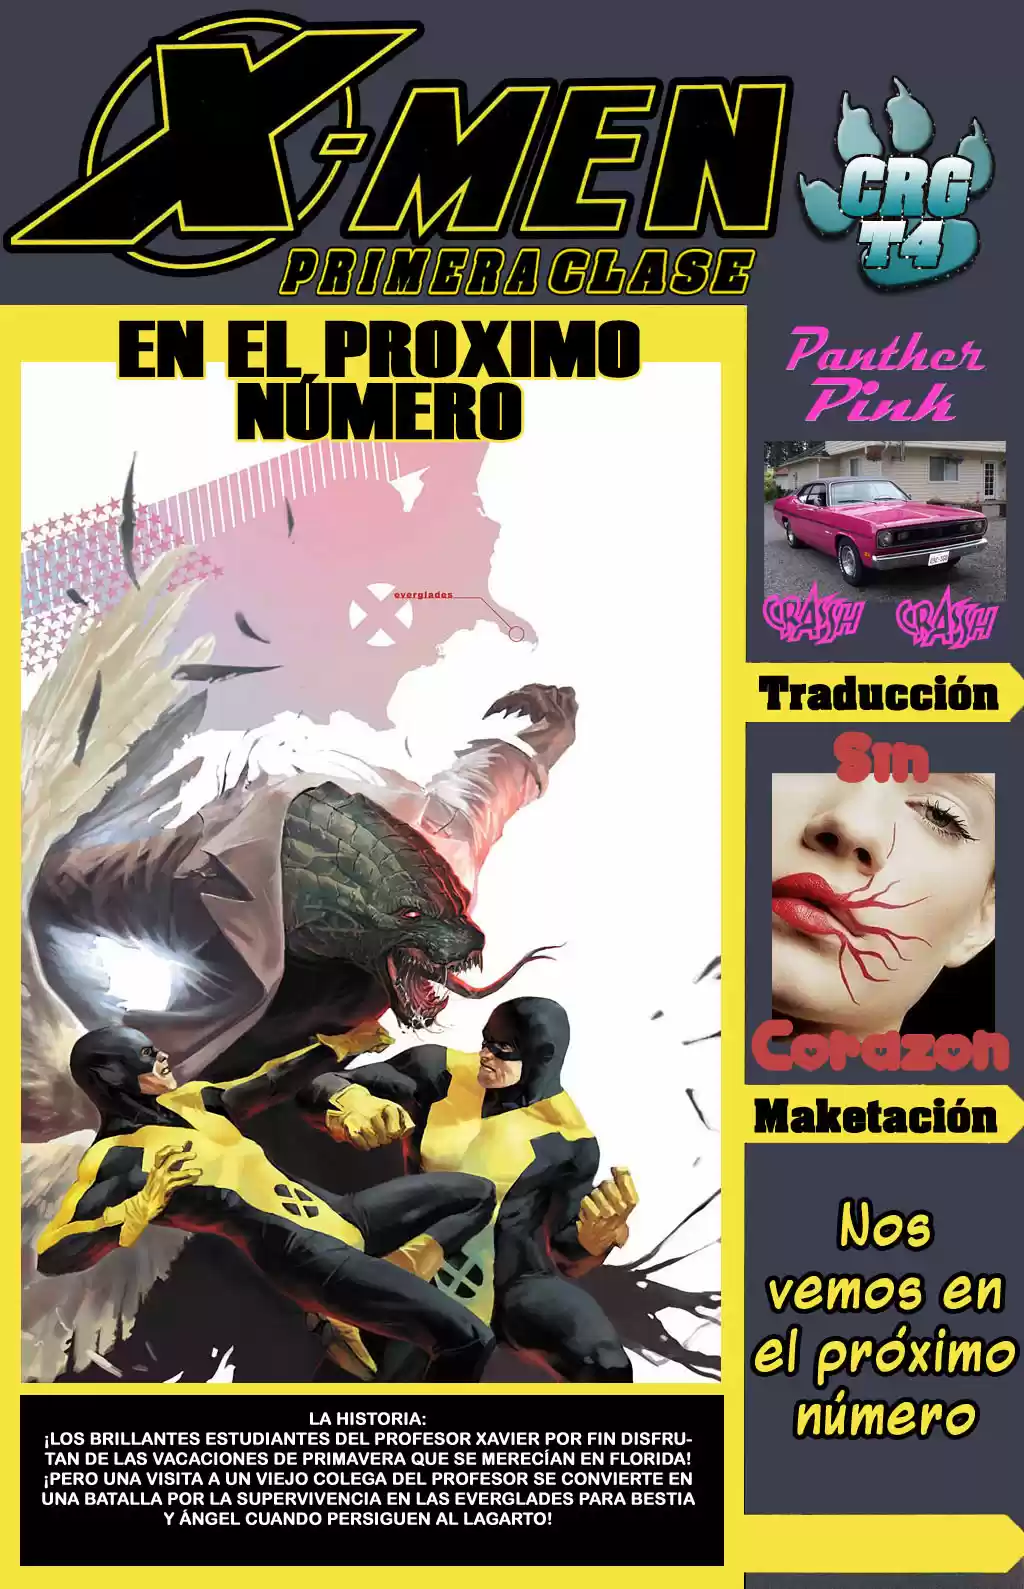 X-MEN
PRIMERA CLASE
CRG
T4
EN EL PROXIMO
NÚMERO
everglades
LA HISTORIA:
¡LOS BRILLANTES ESTUDIANTES DEL PROFESOR XAVIER POR FIN DISFRU-
TAN DE LAS VACACIONES DE PRIMAVERA QUE SE MERECÍAN EN FLORIDA!
¡PERO UNA VISITA A UN VIEJO COLEGA DEL PROFESOR SE CONVIERTE EN
UNA BATALLA POR LA SUPERVIVENCIA EN LAS EVERGLADES PARA BESTIA
Y ÁNGEL CUANDO PERSIGUEN AL LAGARTO!
Panther
Pink
CRASSH CRASSH
Traducción
Sin
Corazon
Maketación
Nos
vemos en
el próximo
número